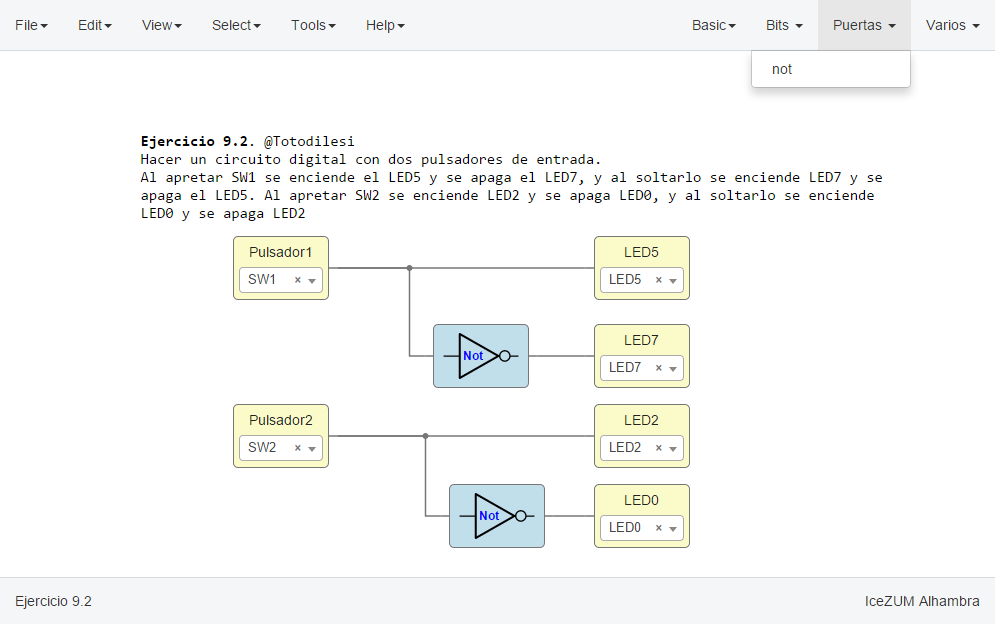 File Edit View Select Tools Help Basic Bits Puertas Varios
not
Ejercicio 9.2. @Totodilesi
Hacer un circuito digital con dos pulsadores de entrada.
Al apretar SW1 se enciende el LED5 y se apaga el LED7, y al soltarlo se enciende LED7 y se
apaga el LED5. Al apretar SW2 se enciende LED2 y se apaga LED0, y al soltarlo se enciende
LED0 y se apaga LED2
Pulsador1
SW1 ×
LED5
LED5 ×
Not
LED7
LED7 ×
Pulsador2
SW2 ×
LED2
LED2 ×
Not
LED0
LED0 ×
Ejercicio 9.2
IceZUM Alhambra